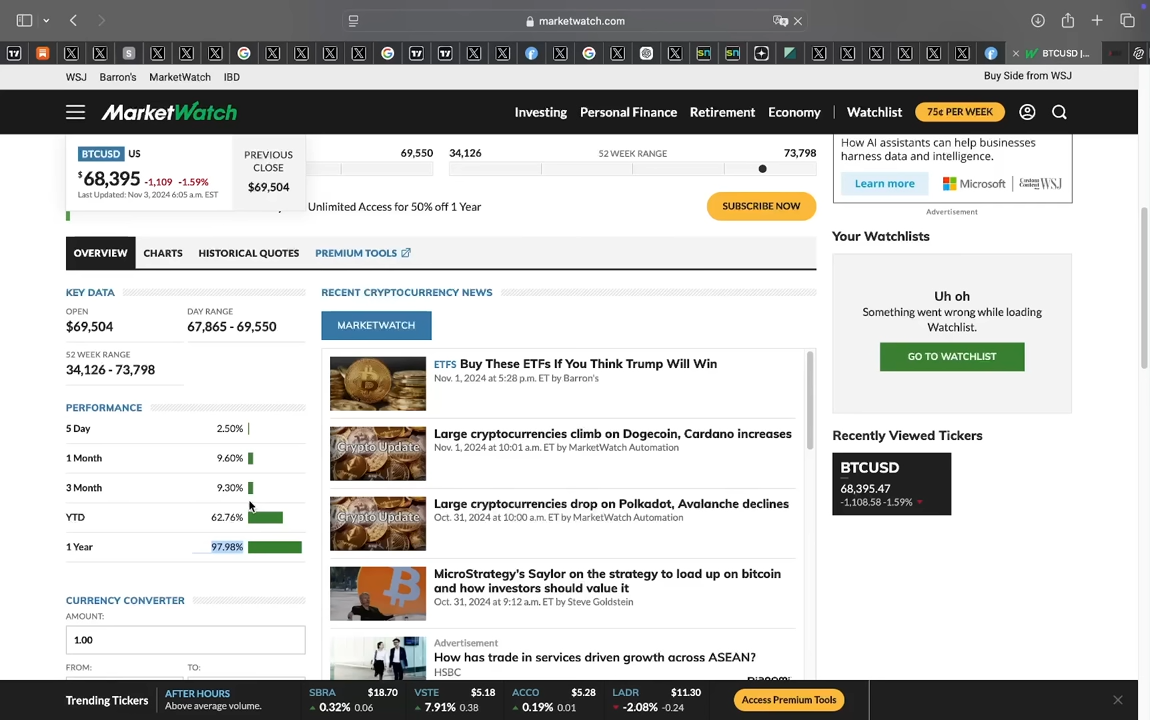 marketwatch.com
BTCUSD |...
WSJ Barron's MarketWatch IBD
Buy Side from WSJ
MarketWatch
Investing Personal Finance Retirement Economy Watchlist 75¢ PER WEEK
BTCUSD US
$68,395 -1,109 -1.59%
Last Updated: Nov 3, 2024 6:05 a.m. EST
PREVIOUS
CLOSE
$69,504
69,550 34,126 52 WEEK RANGE 73,798
Unlimited Access for 50% off 1 Year
SUBSCRIBE NOW
How AI assistants can help businesses
harness data and intelligence.
Learn more
Microsoft
Custom Content WSJ
Advertisement
OVERVIEW CHARTS HISTORICAL QUOTES PREMIUM TOOLS
KEY DATA
OPEN
$69,504
DAY RANGE
67,865 - 69,550
52 WEEK RANGE
34,126 - 73,798
PERFORMANCE
5 Day 2.50%
1 Month 9.60%
3 Month 9.30%
YTD 62.76%
1 Year 97.98%
CURRENCY CONVERTER
AMOUNT:
1.00
FROM: TO:
RECENT CRYPTOCURRENCY NEWS
MARKETWATCH
ETFS Buy These ETFs If You Think Trump Will Win
Nov. 1, 2024 at 5:28 p.m. ET by Barron's
Crypto Update
Large cryptocurrencies climb on Dogecoin, Cardano increases
Nov. 1, 2024 at 10:01 a.m. ET by MarketWatch Automation
Crypto Update
Large cryptocurrencies drop on Polkadot, Avalanche declines
Oct. 31, 2024 at 10:00 a.m. ET by MarketWatch Automation
MicroStrategy's Saylor on the strategy to load up on bitcoin
and how investors should value it
Oct. 31, 2024 at 9:12 a.m. ET by Steve Goldstein
Advertisement
How has trade in services driven growth across ASEAN?
HSBC
Your Watchlists
Uh oh
Something went wrong while loading
Watchlist.
GO TO WATCHLIST
Recently Viewed Tickers
BTCUSD
68,395.47
-1,108.58 -1.59%
Trending Tickers
AFTER HOURS
Above average volume.
SBRA $18.70
0.32% 0.06
VSTE $5.18
7.91% 0.38
ACCO $5.28
0.19% 0.01
LADR $11.30
-2.08% -0.24
Access Premium Tools